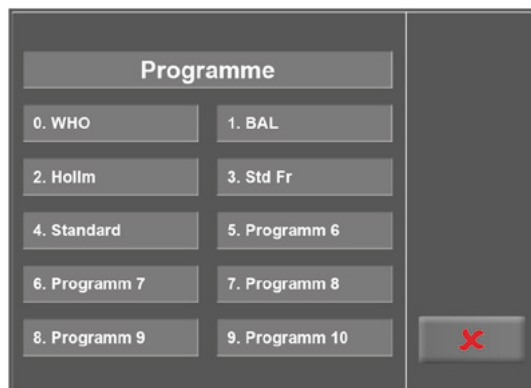 Programme
0. WHO
1. BAL
2. Hollm
3. Std Fr
4. Standard
5. Programm 6
6. Programm 7
7. Programm 8
8. Programm 9
9. Programm 10